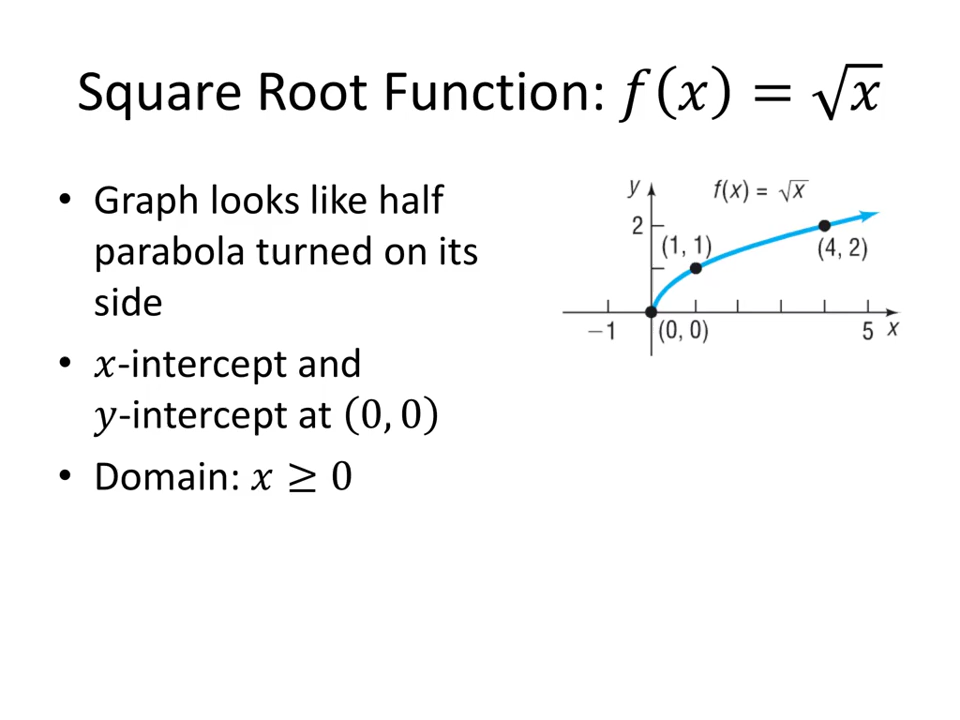 Square Root Function: 𝑓(𝑥) = √𝑥
• Graph looks like half
parabola turned on its
side
• 𝑥-intercept and
𝑦-intercept at (0, 0)
• Domain: 𝑥 ≥ 0
y
f(x) = √x
2
(1, 1)
(4, 2)
−1
(0, 0)
5
x